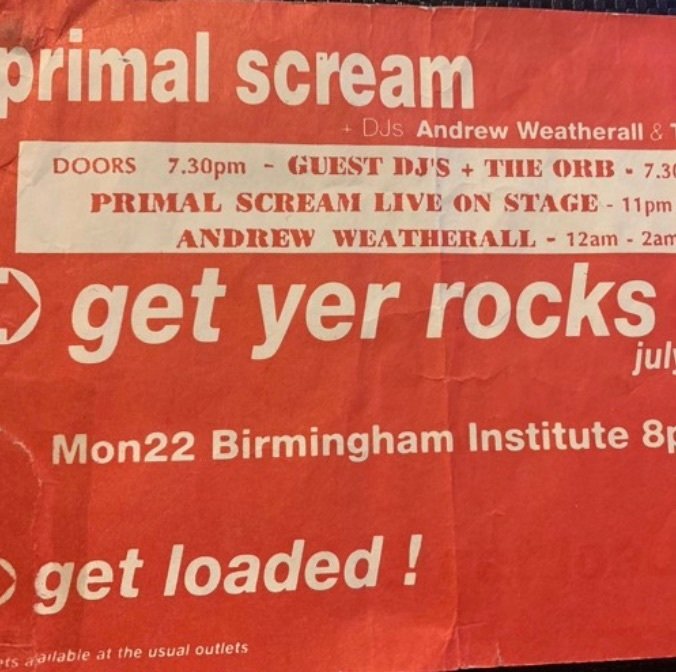 primal scream
+ DJs Andrew Weatherall & T
DOORS 7.30pm - GUEST DJ'S + THE ORB - 7.30
PRIMAL SCREAM LIVE ON STAGE - 11pm
ANDREW WEATHERALL - 12am - 2am
get yer rocks
july
Mon22 Birmingham Institute 8p
get loaded !
ets available at the usual outlets